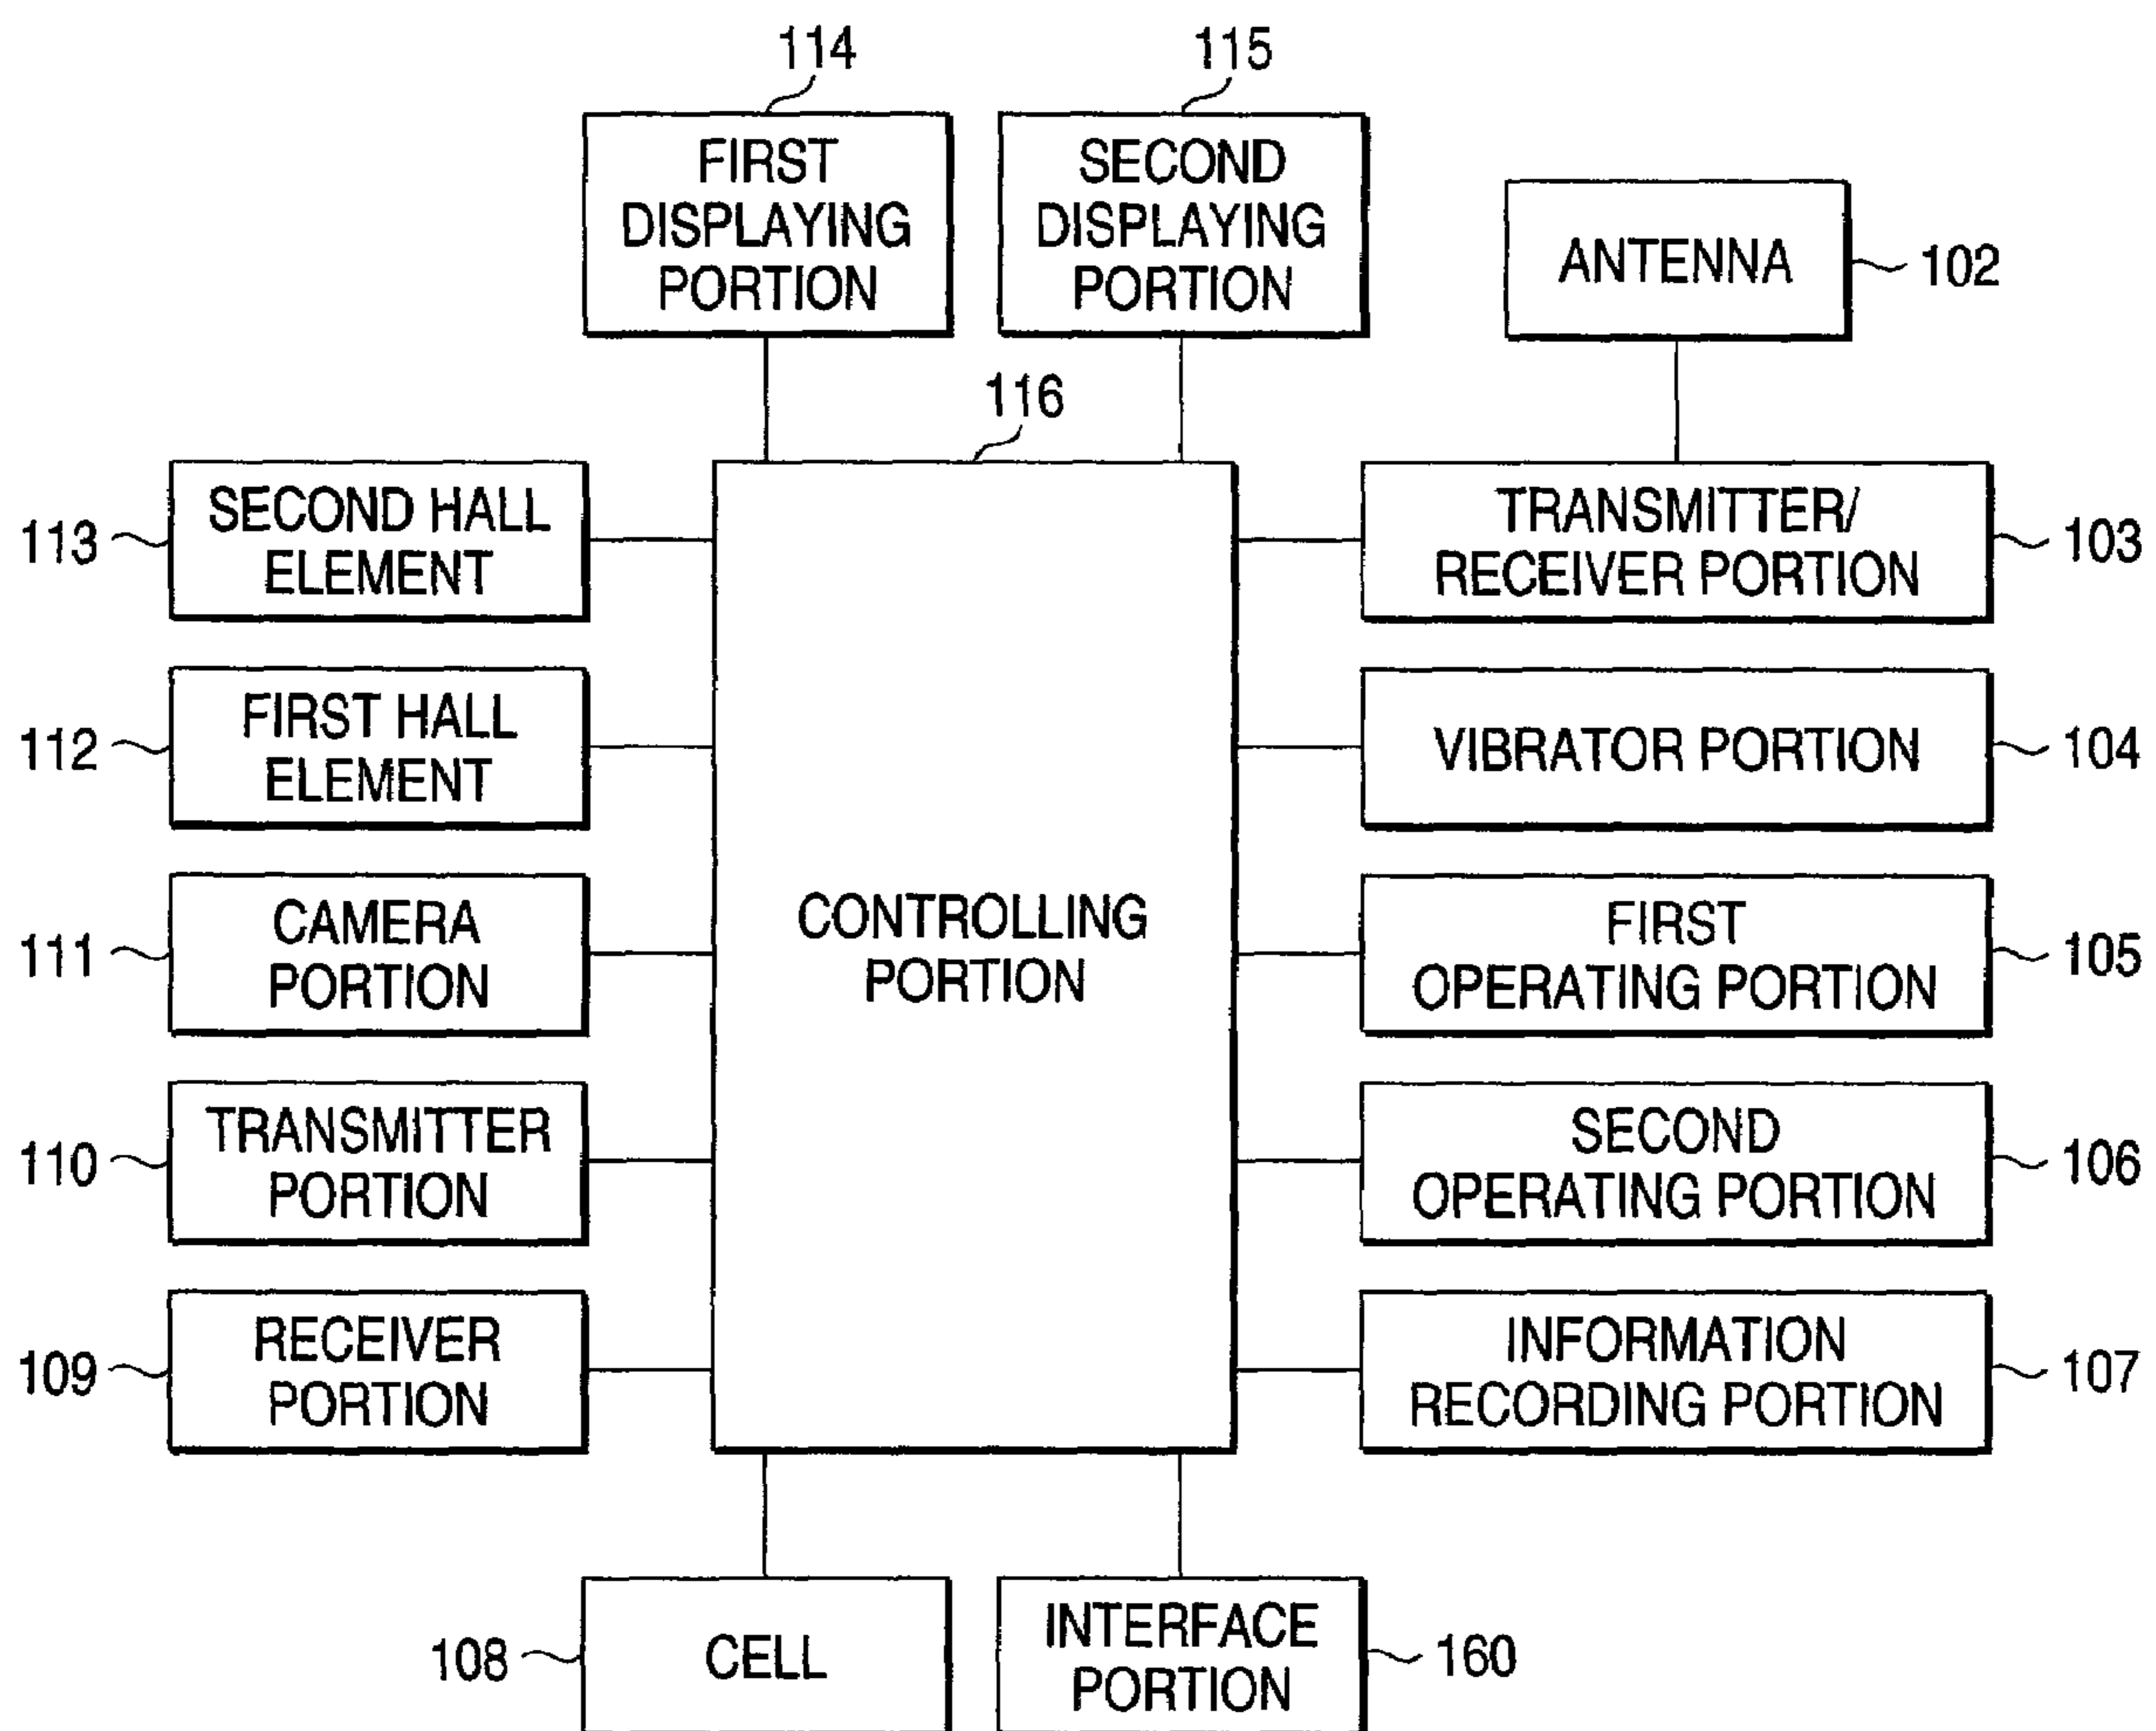 114
115
FIRST
DISPLAYING
PORTION
SECOND
DISPLAYING
PORTION
ANTENNA
102
116
SECOND HALL
ELEMENT
113
TRANSMITTER/
RECEIVER PORTION
103
FIRST HALL
ELEMENT
112
VIBRATOR PORTION
104
CAMERA
PORTION
111
CONTROLLING
PORTION
FIRST
OPERATING PORTION
105
TRANSMITTER
PORTION
110
SECOND
OPERATING PORTION
106
RECEIVER
PORTION
109
INFORMATION
RECORDING PORTION
107
108
CELL
INTERFACE
PORTION
160